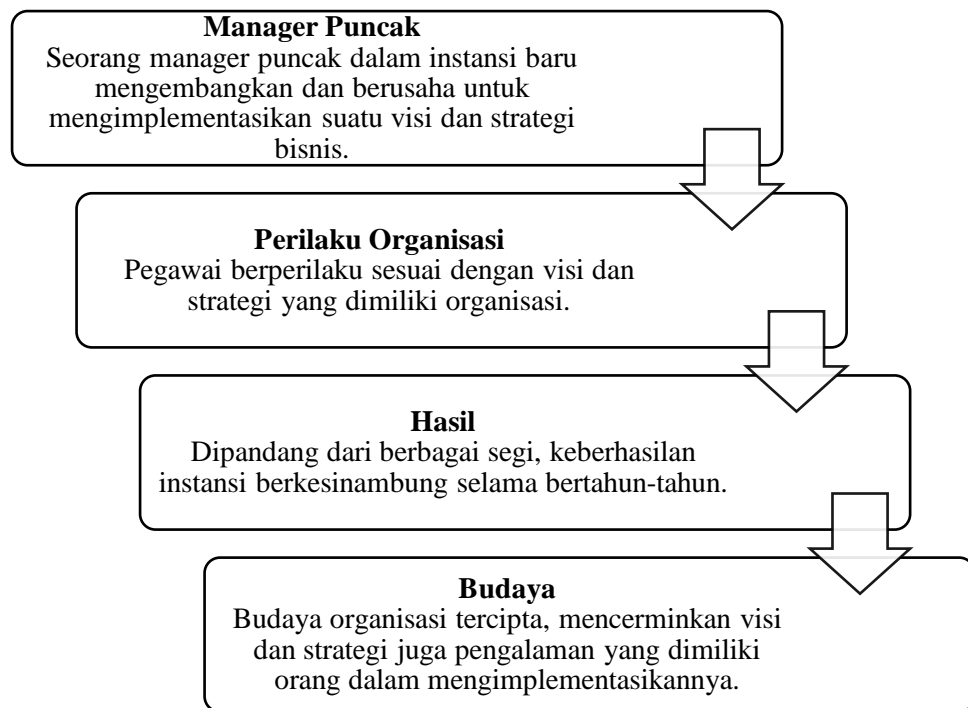 Manager Puncak
Seorang manager puncak dalam instansi baru
mengembangkan dan berusaha untuk
mengimplementasikan suatu visi dan strategi
bisnis.
Perilaku Organisasi
Pegawai berperilaku sesuai dengan visi dan
strategi yang dimiliki organisasi.
Hasil
Dipandang dari berbagai segi, keberhasilan
instansi berkesinambung selama bertahun-tahun.
Budaya
Budaya organisasi tercipta, mencerminkan visi
dan strategi juga pengalaman yang dimiliki
orang dalam mengimplementasikannya.